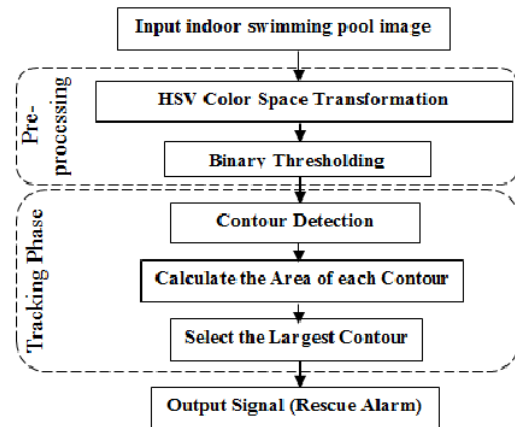 Input indoor swimming pool image
Pre-
processing
HSV Color Space Transformation
Binary Thresholding
Tracking Phase
Contour Detection
Calculate the Area of each Contour
Select the Largest Contour
Output Signal (Rescue Alarm)